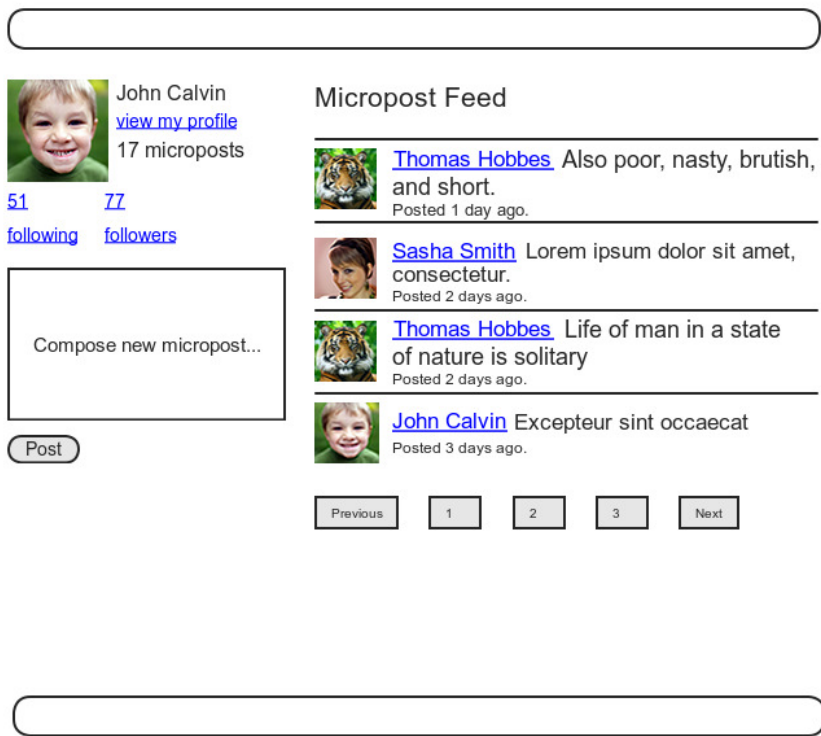 John Calvin
view my profile
17 microposts
51 77
following followers
Compose new micropost...
Post
Micropost Feed
Thomas Hobbes Also poor, nasty, brutish,
and short.
Posted 1 day ago.
Sasha Smith Lorem ipsum dolor sit amet,
consectetur.
Posted 2 days ago.
Thomas Hobbes Life of man in a state
of nature is solitary
Posted 2 days ago.
John Calvin Excepteur sint occaecat
Posted 3 days ago.
Previous 1 2 3 Next